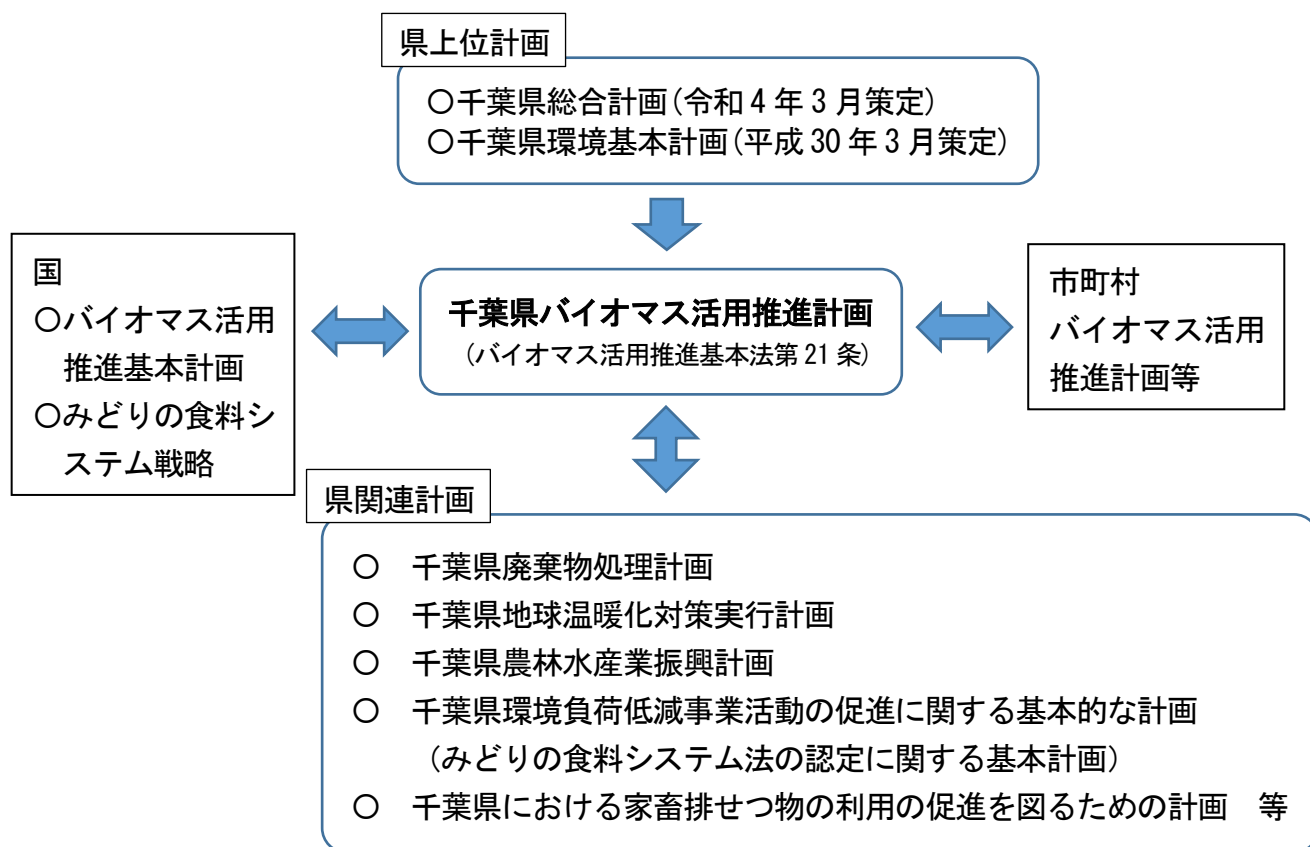 県上位計画
〇千葉県総合計画(令和4年3月策定)
〇千葉県環境基本計画(平成30年3月策定)
国
〇バイオマス活用
推進基本計画
〇みどりの食料シ
ステム戦略
千葉県バイオマス活用推進計画
(バイオマス活用推進基本法第21条)
市町村
バイオマス活用
推進計画等
県関連計画
〇 千葉県廃棄物処理計画
〇 千葉県地球温暖化対策実行計画
〇 千葉県農林水産業振興計画
〇 千葉県環境負荷低減事業活動の促進に関する基本的な計画
(みどりの食料システム法の認定に関する基本計画)
〇 千葉県における家畜排せつ物の利用の促進を図るための計画 等